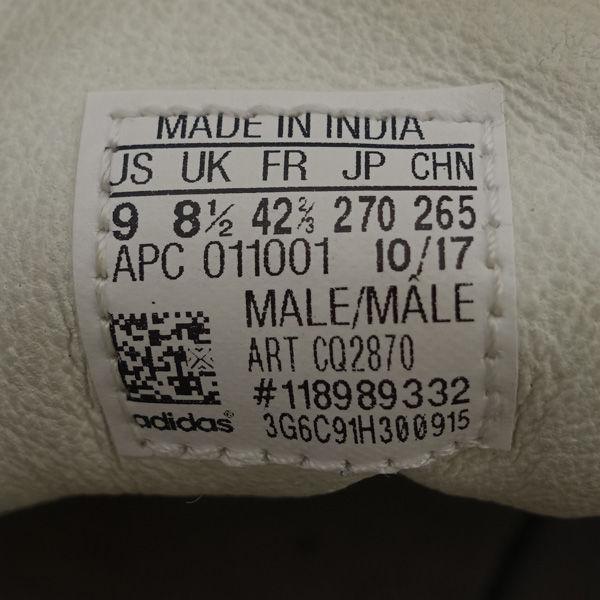 MADE IN INDIA
US UK FR JP CHN
9 8½ 42⅔ 270 265
APC 011001 10/17
MALE/MÂLE
ART CQ2870
#118989332
adidas® 3G6C91H300915